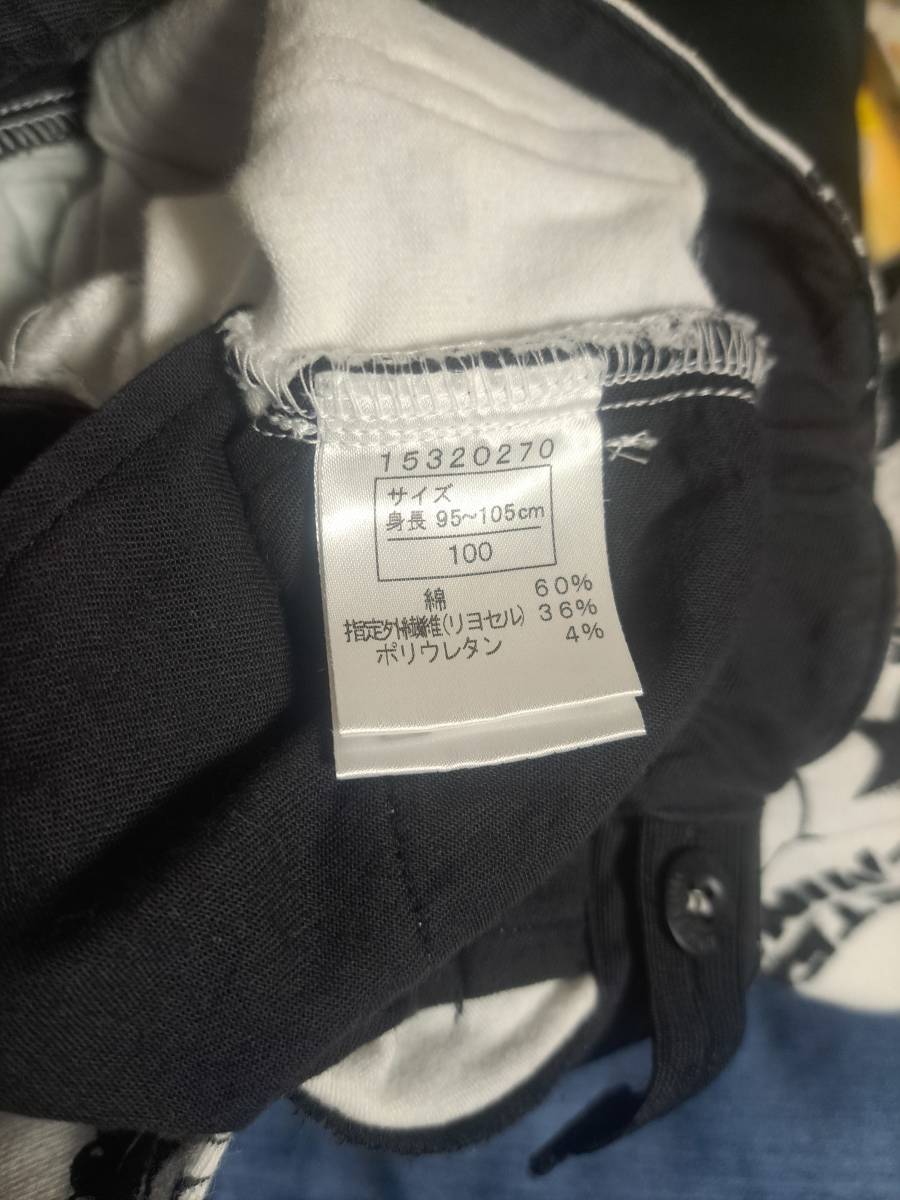 15320270
サイズ
身長 95~105cm
100
綿 60%
指定外繊維(リヨセル) 36%
ポリウレタン 4%